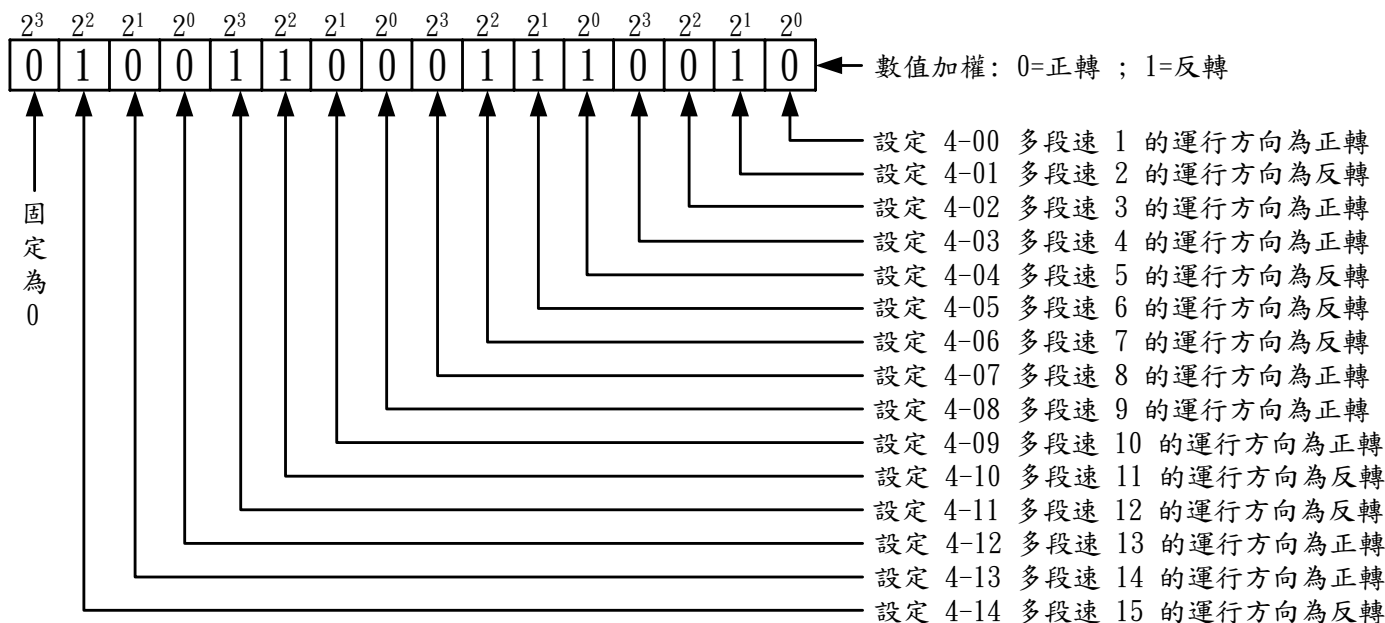 2³ 2² 2¹ 2⁰ 2³ 2² 2¹ 2⁰ 2³ 2² 2¹ 2⁰ 2³ 2² 2¹ 2⁰
0 1 0 0 1 1 0 0 0 1 1 1 0 0 1 0 數值加權: 0=正轉 ; 1=反轉
設定 4-00 多段速 1 的運行方向為正轉
設定 4-01 多段速 2 的運行方向為反轉
設定 4-02 多段速 3 的運行方向為正轉
設定 4-03 多段速 4 的運行方向為正轉
設定 4-04 多段速 5 的運行方向為反轉
設定 4-05 多段速 6 的運行方向為反轉
設定 4-06 多段速 7 的運行方向為反轉
設定 4-07 多段速 8 的運行方向為正轉
設定 4-08 多段速 9 的運行方向為正轉
設定 4-09 多段速 10 的運行方向為正轉
設定 4-10 多段速 11 的運行方向為反轉
設定 4-11 多段速 12 的運行方向為反轉
設定 4-12 多段速 13 的運行方向為正轉
設定 4-13 多段速 14 的運行方向為正轉
設定 4-14 多段速 15 的運行方向為反轉
固定為0